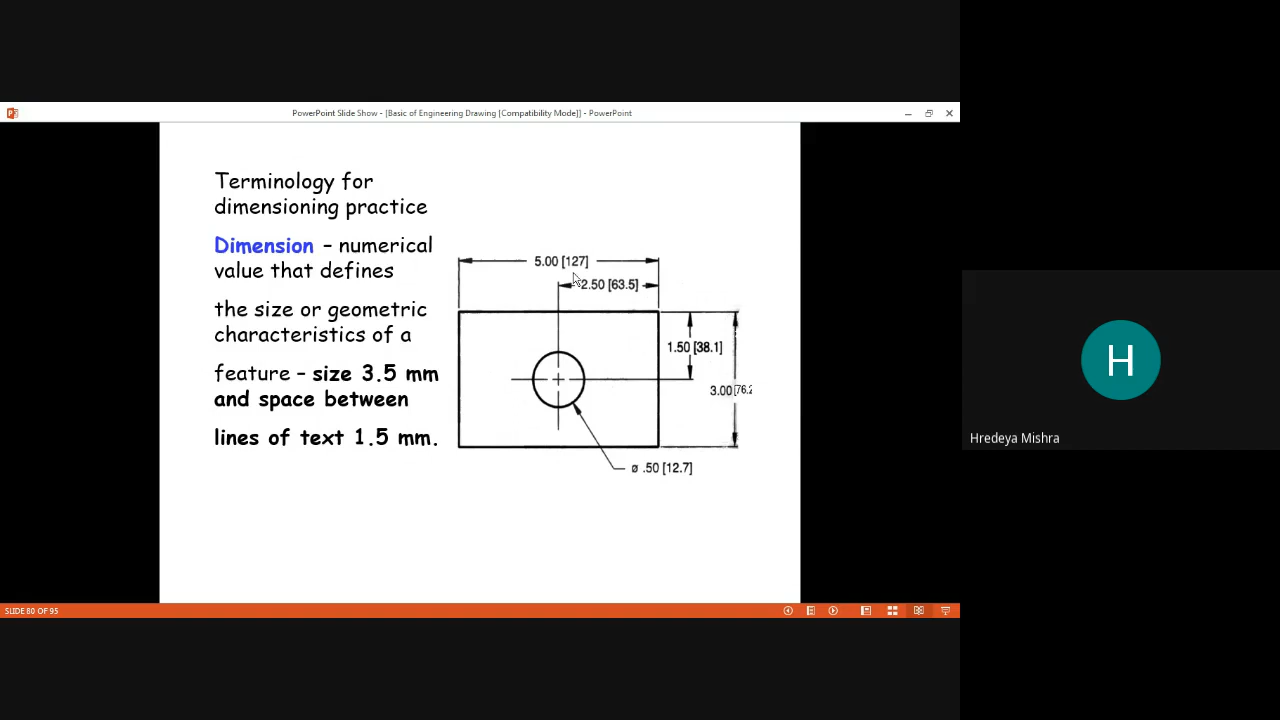 PowerPoint Slide Show - [Basic of Engineering Drawing [Compatibility Mode]] - PowerPoint
Terminology for
dimensioning practice
Dimension – numerical
value that defines
the size or geometric
characteristics of a
feature – size 3.5 mm
and space between
lines of text 1.5 mm.
5.00 [127]
2.50 [63.5]
1.50 [38.1]
3.00 [76.2
ø .50 [12.7]
H
Hredeya Mishra
SLIDE 80 OF 95